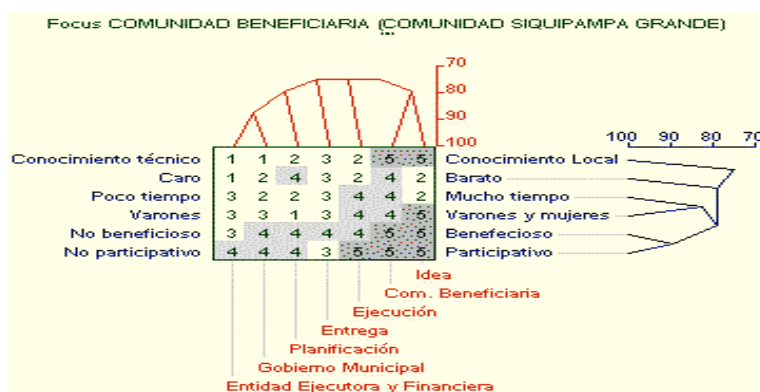 Focus COMUNIDAD BENEFICIARIA (COMUNIDAD SIQUIPAMPA GRANDE)
70
80
90
100
100 90 80 70
Conocimiento técnico 1 1 2 3 2 5 5 Conocimiento Local
Caro 1 2 4 3 2 4 2 Barato
Poco tiempo 3 2 2 3 4 4 2 Mucho tiempo
Varones 3 3 1 3 4 4 5 Varones y mujeres
No beneficioso 3 4 4 4 4 5 5 Benefecioso
No participativo 4 4 4 3 5 5 5 Participativo
Idea
Com. Beneficiaria
Ejecución
Entrega
Planificación
Gobierno Municipal
Entidad Ejecutora y Financiera